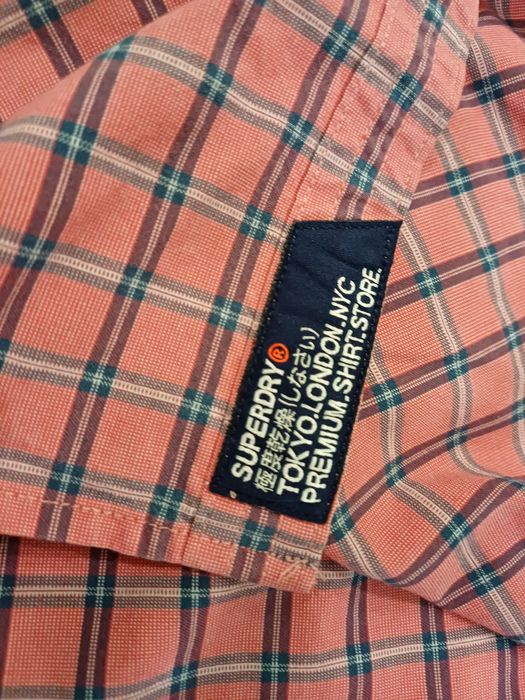 SUPERDRY®
極度乾燥(しなさい)
TOKYO.LONDON.NYC
PREMIUM.SHIRT.STORE.